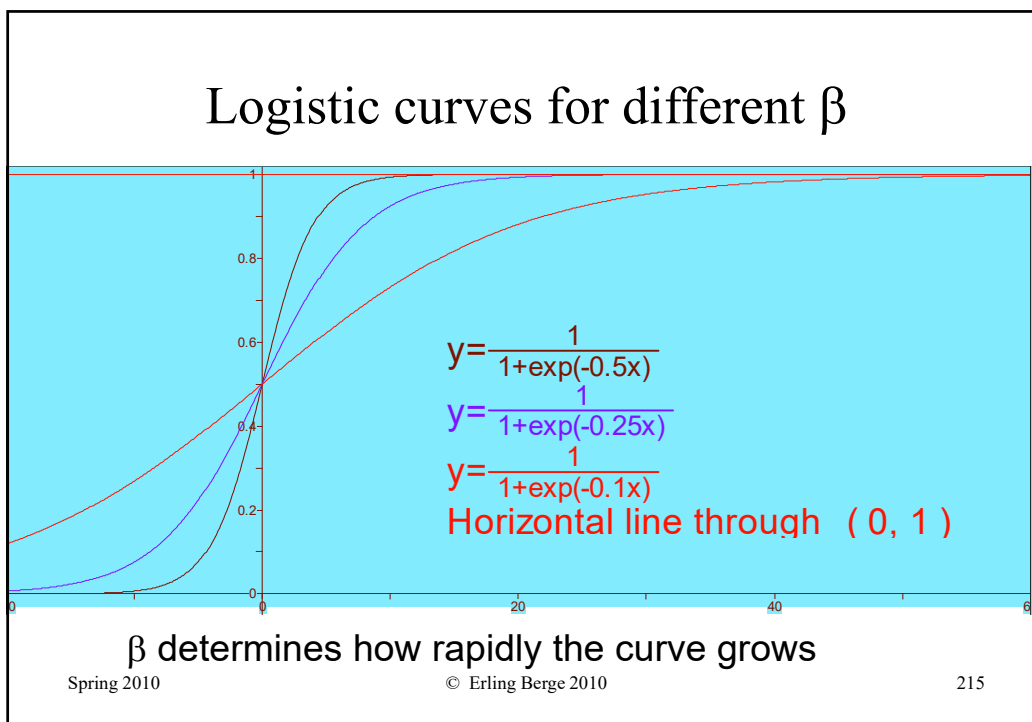 Logistic curves for different β
1
0.8
0.6
0.4
0.2
0
y=1/1+exp(-0.5x)
y=1/1+exp(-0.25x)
y=1/1+exp(-0.1x)
Horizontal line through ( 0, 1 )
0 0 20 40 6
β determines how rapidly the curve grows
Spring 2010 © Erling Berge 2010 215